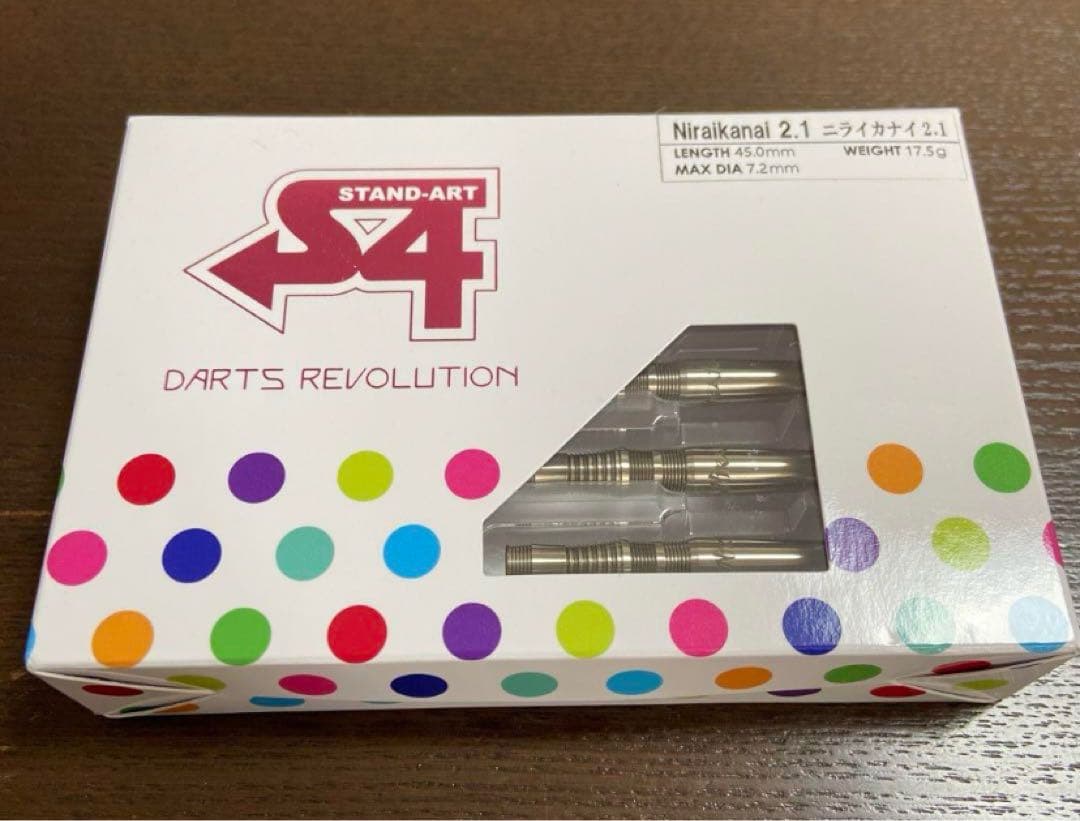 Niraikanai 2.1 ニライカナイ2.1
LENGTH 45.0mm WEIGHT 17.5g
MAX DIA 7.2mm
STAND-ART
S4
DARTS REVOLUTION